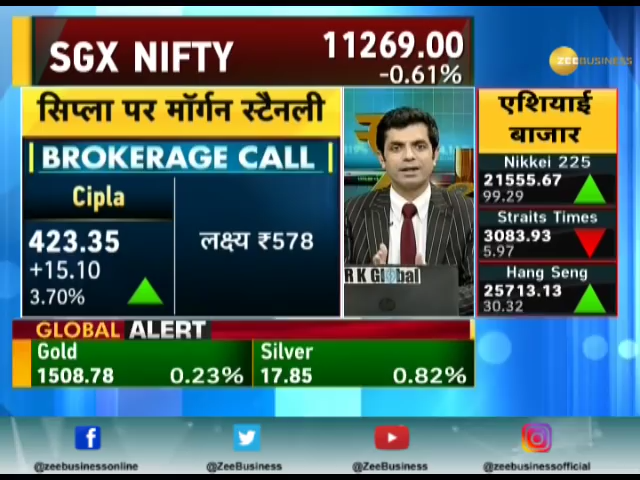 SGX NIFTY
11269.00
-0.61%
ZEEBUSINESS
सिप्ला पर मॉर्गन स्टैनली
BROKERAGE CALL
Cipla
423.35
+15.10
3.70%
लक्ष्य ₹578
R K Global
एशियाई
बाजार
Nikkei 225
21555.67
99.29
Straits Times
3083.93
5.97
Hang Seng
25713.13
30.32
GLOBAL ALERT
Gold
1508.78 0.23%
Silver
17.85 0.82%
@zeebusinessonline
@ZeeBusiness
@ZeeBusiness
@zeebusinessofficial